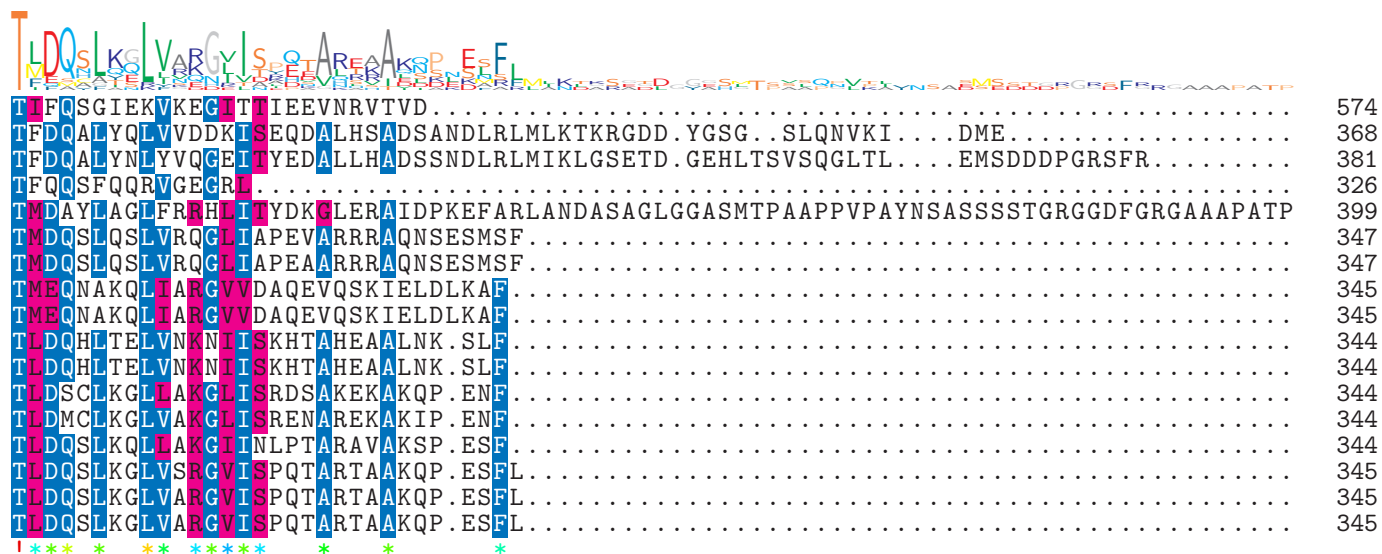 TIFQSGIEKVKEGITTIEEVNRVTVD...................................................... 574
TFDQALYQLVVDDKISEQDALHSADSANDLRLMLKTKRGDD.YGSG..SLQNVKI....DME.................. 368
TFDQALYNLYVQGEITYEDALLHADSSNDLRLMIKLGSETD.GEHLTSVSQGLTL....EMSDDDPGRSFR......... 381
TFQQSFQQRVGEGRL................................................................. 326
TMDAYLAGLFRRHLITYDKGLERAIDPKEFARLANDASAGLGGASMTPAAPPVPAYNSASSSSTGRGGDFGRGAAAPATP 399
TMDQSLQSLVRQGLIAPEVARRRAQNSESMSF................................................ 347
TMDQSLQSLVRQGLIAPEAARRRAQNSESMSF................................................ 347
TMEQNAKQLIARGVVDAQEVQSKIELDLKAF................................................. 345
TMEQNAKQLIARGVVDAQEVQSKIELDLKAF................................................. 345
TLDQHLTELVNKNIISKHTAHEAALNK.SLF................................................. 344
TLDQHLTELVNKNIISKHTAHEAALNK.SLF................................................. 344
TLDSCLKGLLAKGLISRDSAKEKAKQP.ENF................................................. 344
TLDMCLKGLVAKGLISRENAREKAKIP.ENF................................................. 344
TLDQSLKQLLAKGIINLPTARAVAKSP.ESF................................................. 344
TLDQSLKGLVSRGVISPQTARTAAKQP.ESFL................................................ 345
TLDQSLKGLVARGVISPQTARTAAKQP.ESFL................................................ 345
TLDQSLKGLVARGVISPQTARTAAKQP.ESFL................................................ 345
!*** * ** ***** * * *